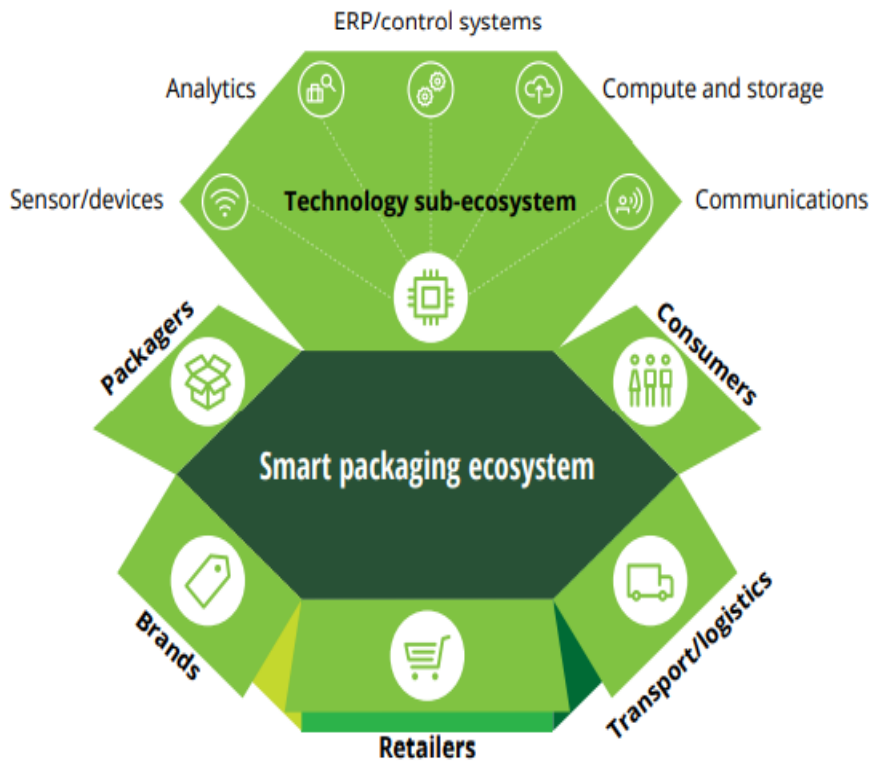 ERP/control systems
Analytics
Compute and storage
Sensor/devices
Technology sub-ecosystem
Communications
Packagers
Consumers
Smart packaging ecosystem
Brands
Transport/logistics
Retailers